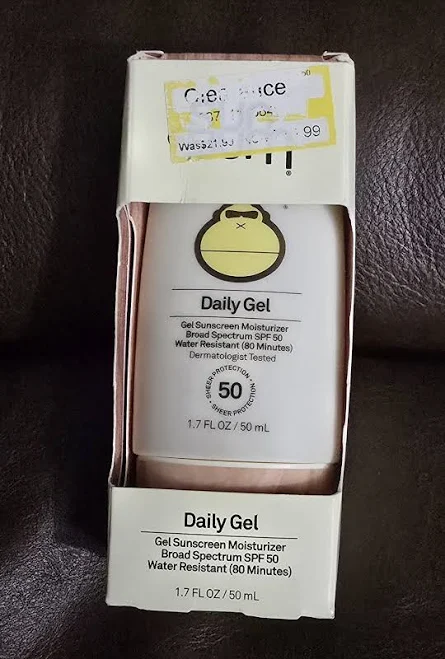 Was $21.99
.99
®
Daily Gel
Gel Sunscreen Moisturizer
Broad Spectrum SPF 50
Water Resistant (80 Minutes)
Dermatologist Tested
• SHEER PROTECTION • SHEER PROTECTION
50
1.7 FL OZ / 50 mL
Daily Gel
Gel Sunscreen Moisturizer
Broad Spectrum SPF 50
Water Resistant (80 Minutes)
1.7 FL OZ / 50 mL